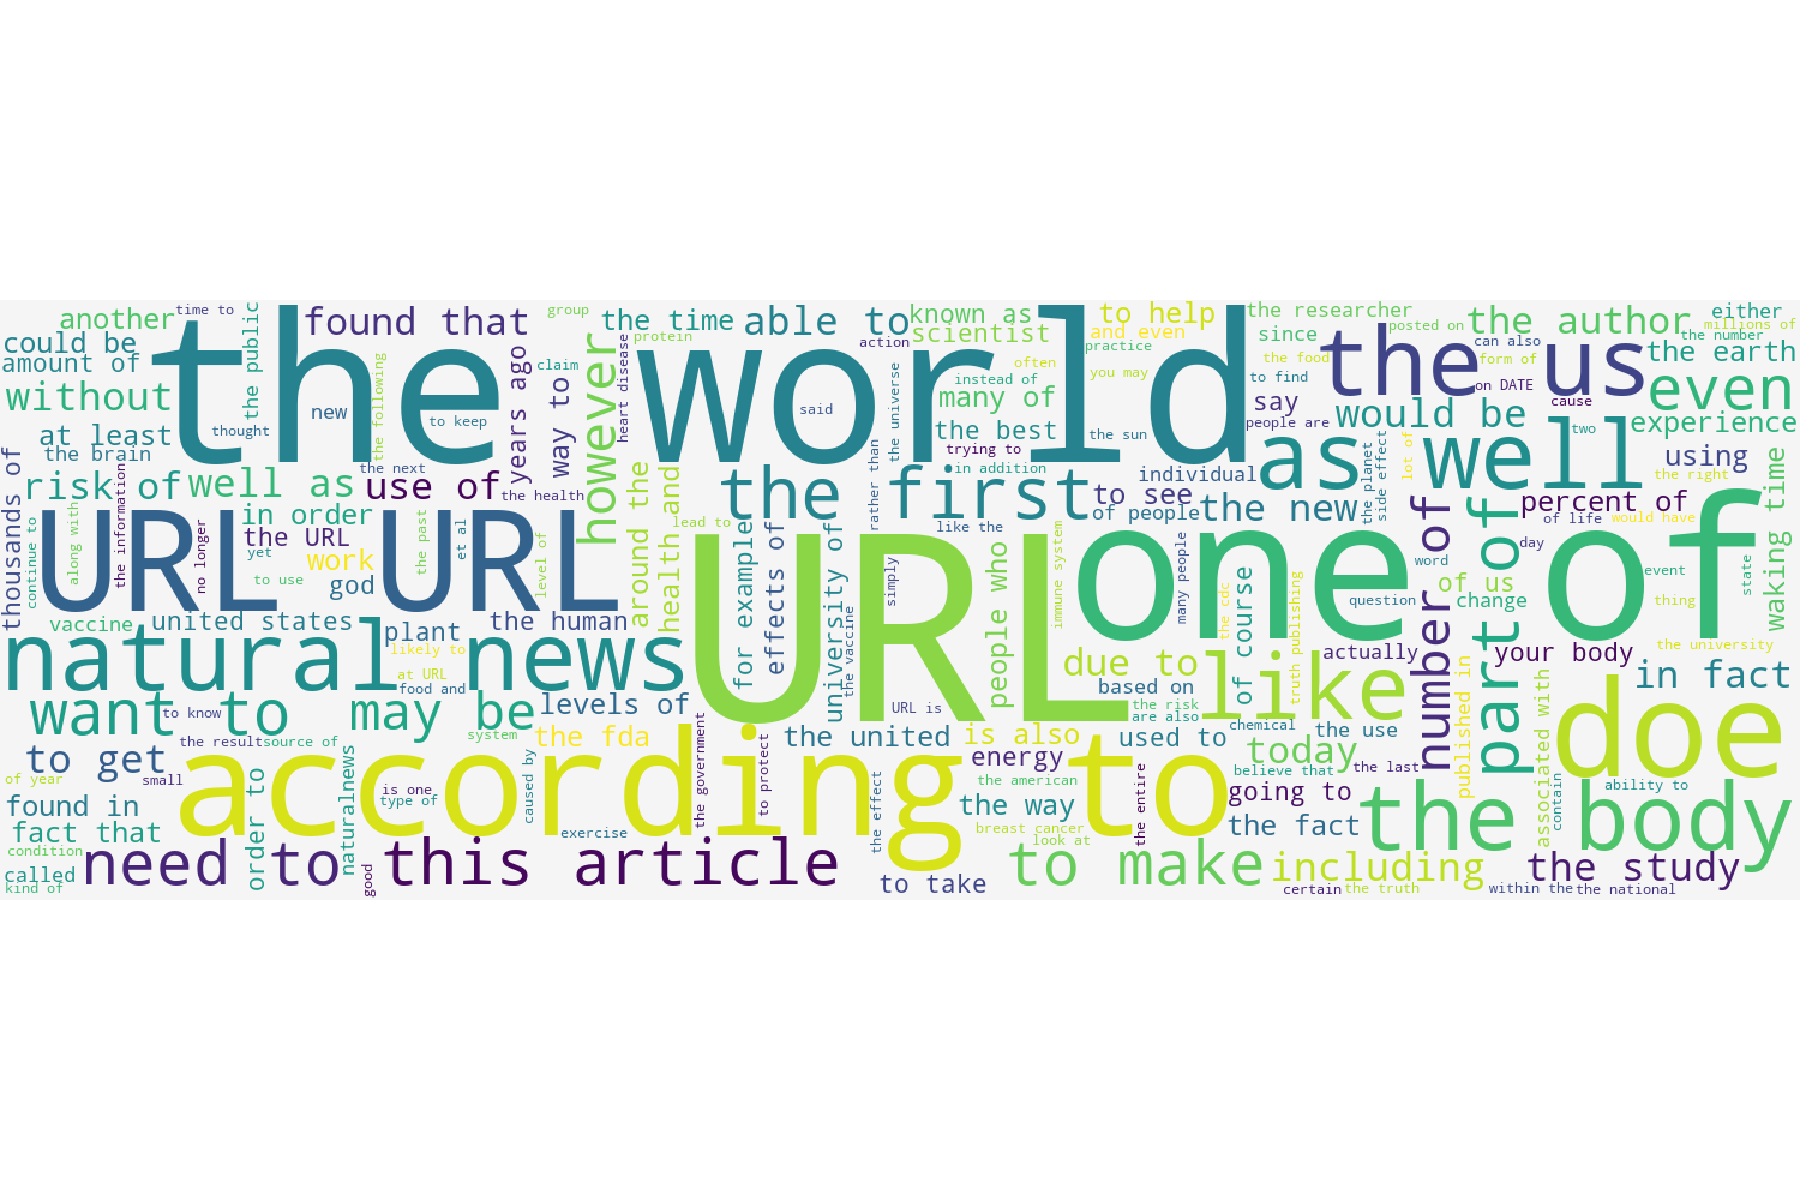 another
time to
the public
the world
found that
group
the time
able to
known as
to help
the researcher
posted on
the author
either
millions of
could be
amount of
without
the following
years ago
claim
way to
however
heart disease
protein
action
the universe
scientist
and even
practice
often
you may
since
the food
to find
the us
can also
form of
on DATE
cause
the number
the earth
even
new
thought
to keep
said
instead of
many of
the best
trying to
the sun
say
people are
would be
experience
thousands of
at least
the brain
the information
the next
risk of
well as
use of
the health
around the
health and
the first
rather than
in addition
individual
to see
of people
the new
as well
the planet
side effect
lot of
two
using
the right
waking time
continue to
along with
URL URL
no longer
in order
the URL
yet
to use
work
god
the past
et al
level of
lead to
for example
effects of
university of
the vaccine
simply
like the
people who
immune system
URL
one of
many people
the cdc
of course
truth publishing
question
number of
word
part of
percent of
of life
would have
day
of us
change
event
thing
state
vaccine
united states
plant
likely to
at URL
food and
the human
natural news
due to
based on
the risk
are also
like
actually
published in
your body
the university
in fact
associated with
want to
to know
may be
levels of
system
the fda
caused by
the government
to protect
the united
URL is
is also
energy
used to
chemical
the use
today
believe that
the last
doe
to get
the result
source of
of year
small
order to
naturalnews
is one
type of
according to
the american
the way
the entire
going to
the fact
contain
ability to
found in
fact that
condition
called
kind of
need to
good
this article
exercise
the effect
breast cancer
look at
to take
to make
including
certain
the truth
the body
the study
within the
the national